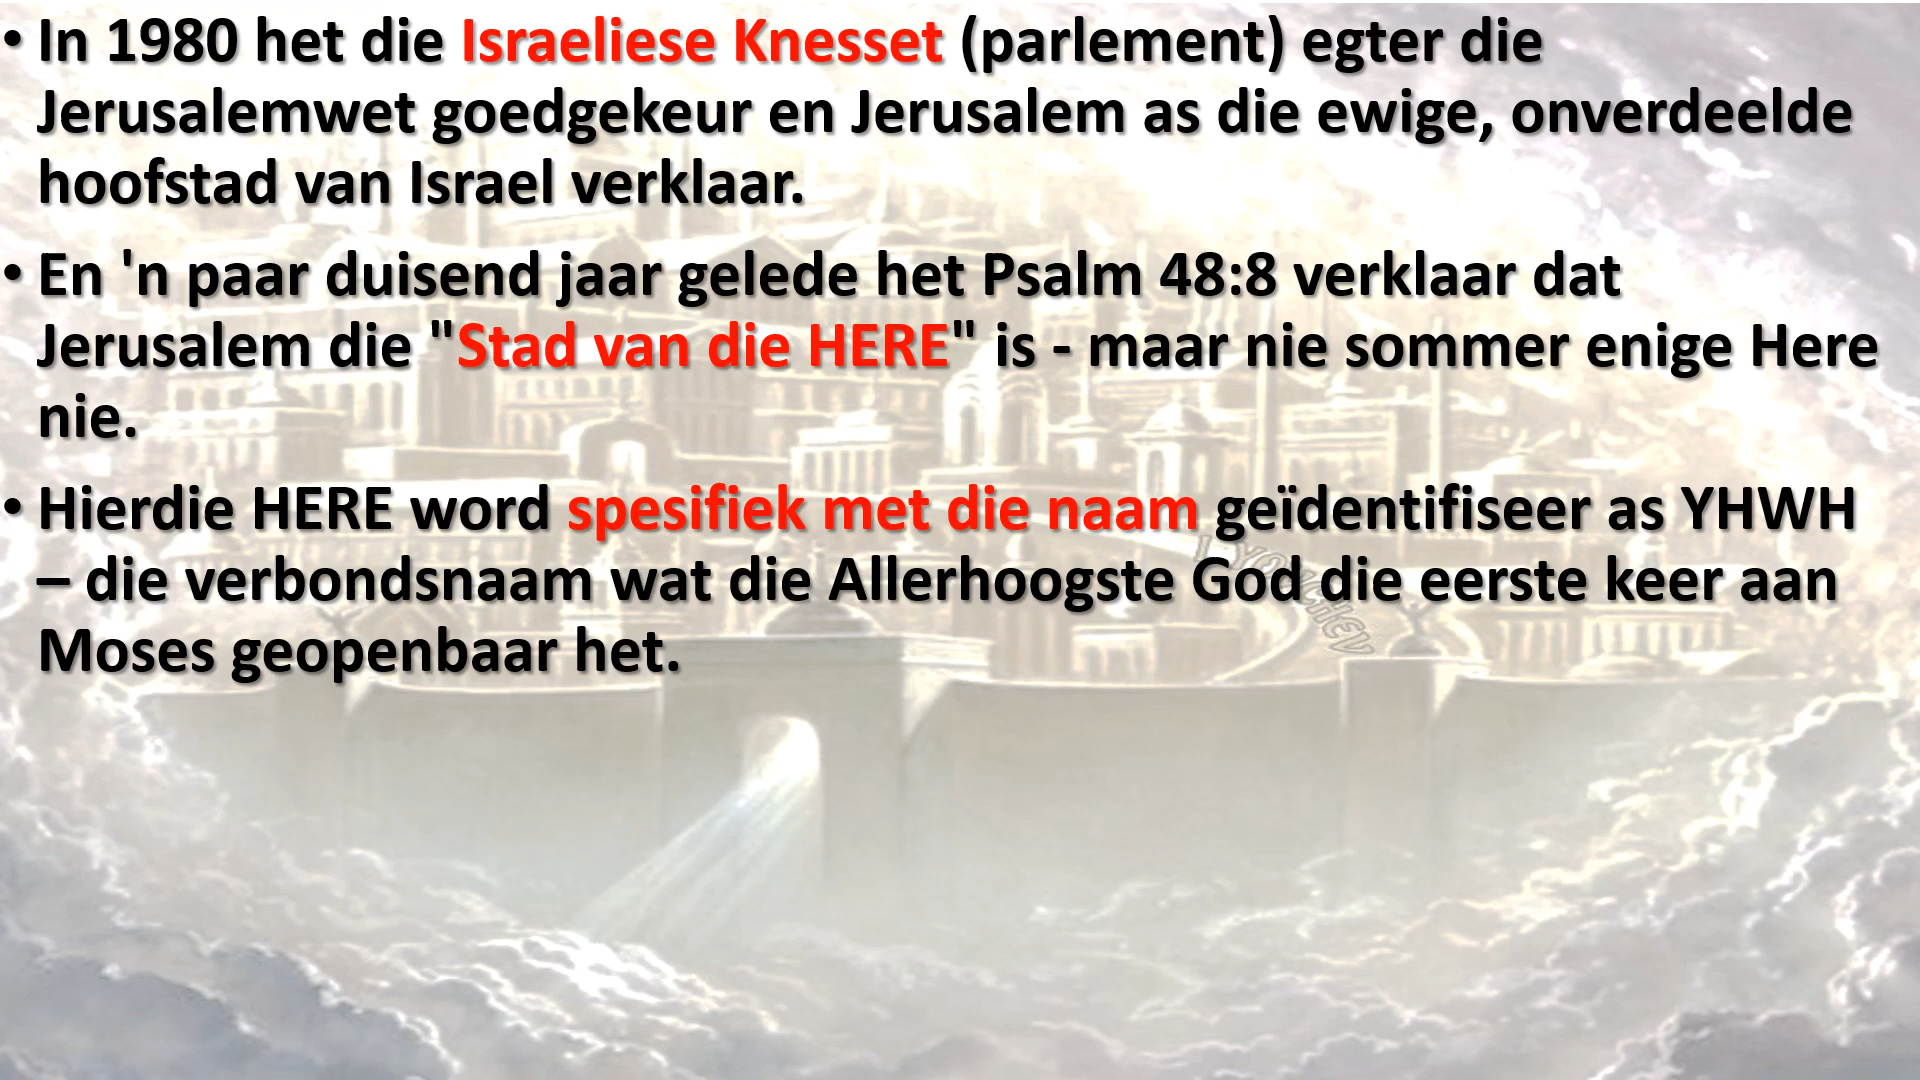 • In 1980 het die Israeliese Knesset (parlement) egter die
Jerusalemwet goedgekeur en Jerusalem as die ewige, onverdeelde
hoofstad van Israel verklaar.
• En 'n paar duisend jaar gelede het Psalm 48:8 verklaar dat
Jerusalem die "Stad van die HERE" is - maar nie sommer enige Here
nie.
• Hierdie HERE word spesifiek met die naam geïdentifiseer as YHWH
– die verbondsnaam wat die Allerhoogste God die eerste keer aan
Moses geopenbaar het.